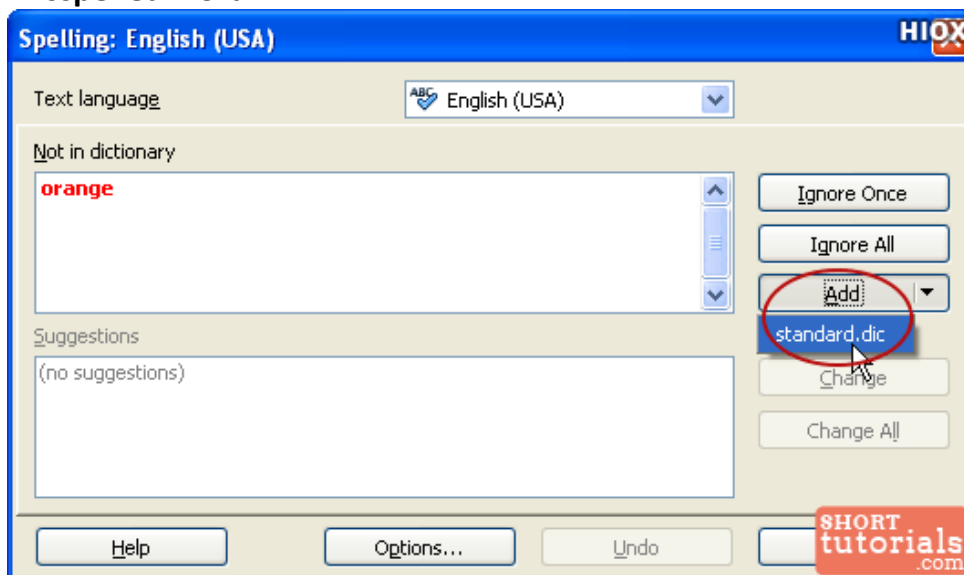 Spelling: English (USA)
HIOX
Text language
ABC English (USA)
Not in dictionary
orange
Ignore Once
Ignore All
Add
standard.dic
Suggestions
(no suggestions)
Change
Change All
Help
Options...
Undo
SHORT
tutorials
.com